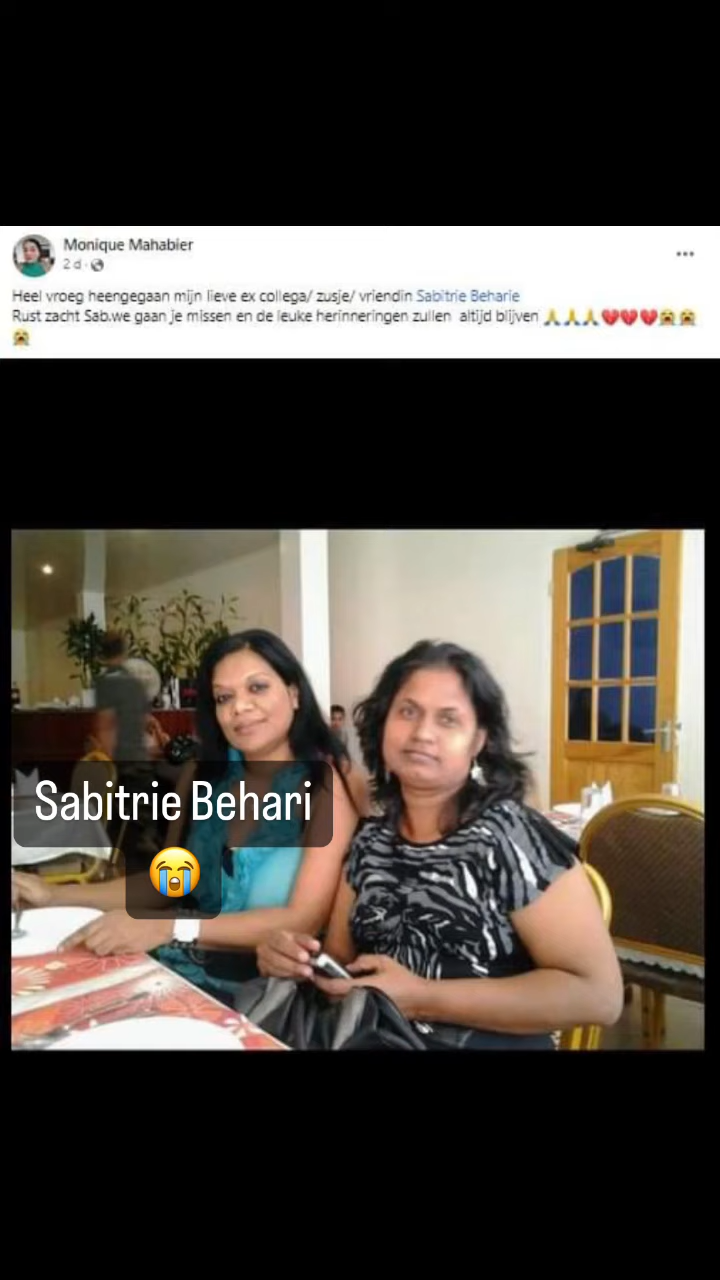 Monique Mahabier
2 d ·
Heel vroeg heengegaan mijn lieve ex collega/ zusje/ vriendin Sabitrie Beharie
Rust zacht Sab.we gaan je missen en de leuke herinneringen zullen altijd blijven 🙏🙏🙏💔💔💔😭😭
😭
Sabitrie Behari
😭